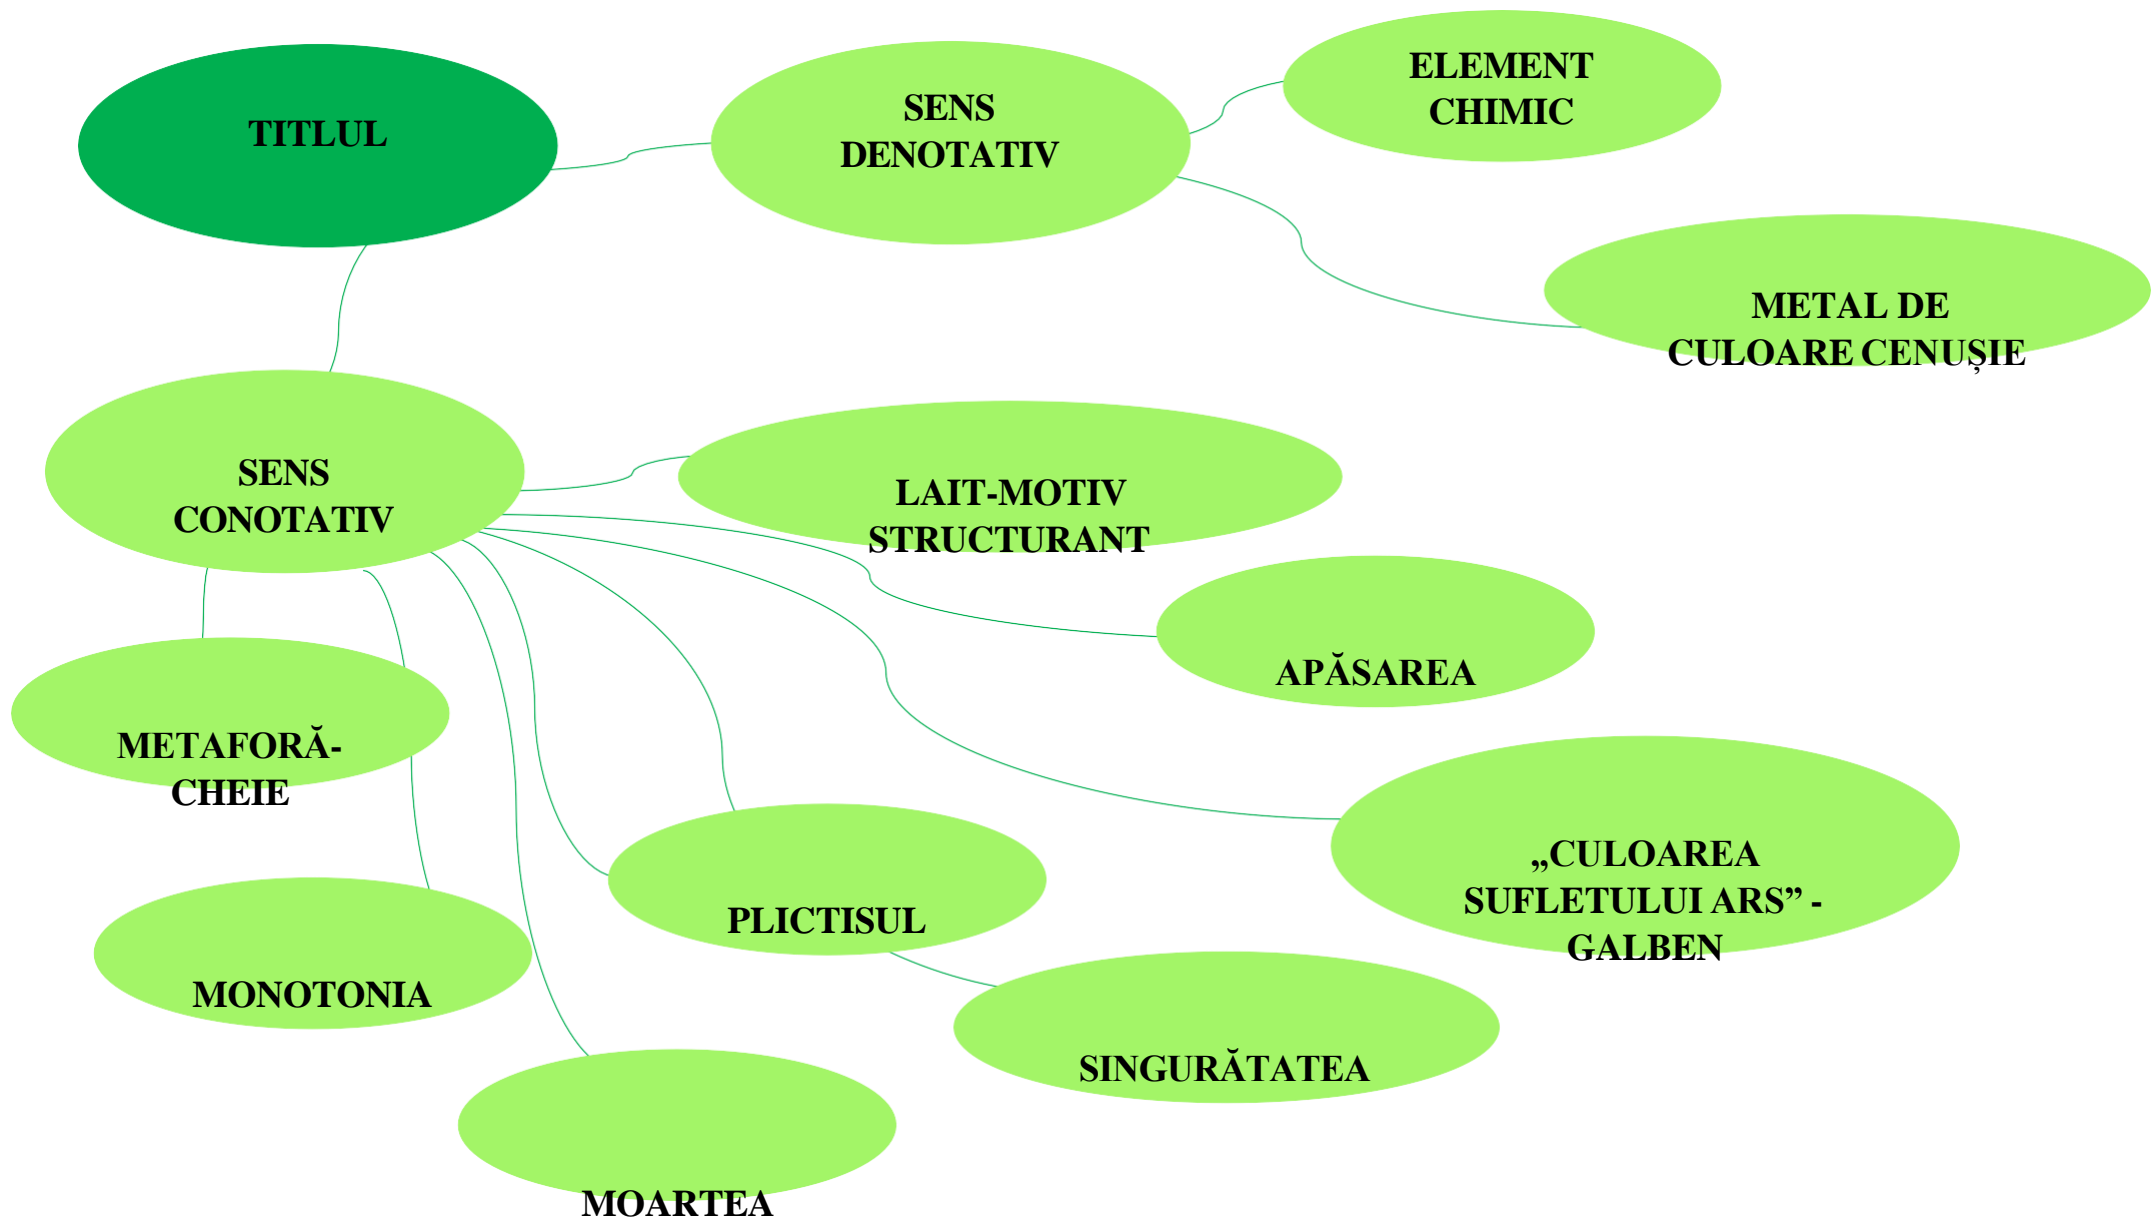 TITLUL
SENS
DENOTATIV
ELEMENT
CHIMIC
METAL DE
CULOARE CENUȘIE
SENS
CONOTATIV
LAIT-MOTIV
STRUCTURANT
APĂSAREA
METAFORĂ-
CHEIE
„CULOAREA
SUFLETULUI ARS” -
GALBEN
PLICTISUL
MONOTONIA
SINGURĂTATEA
MOARTEA